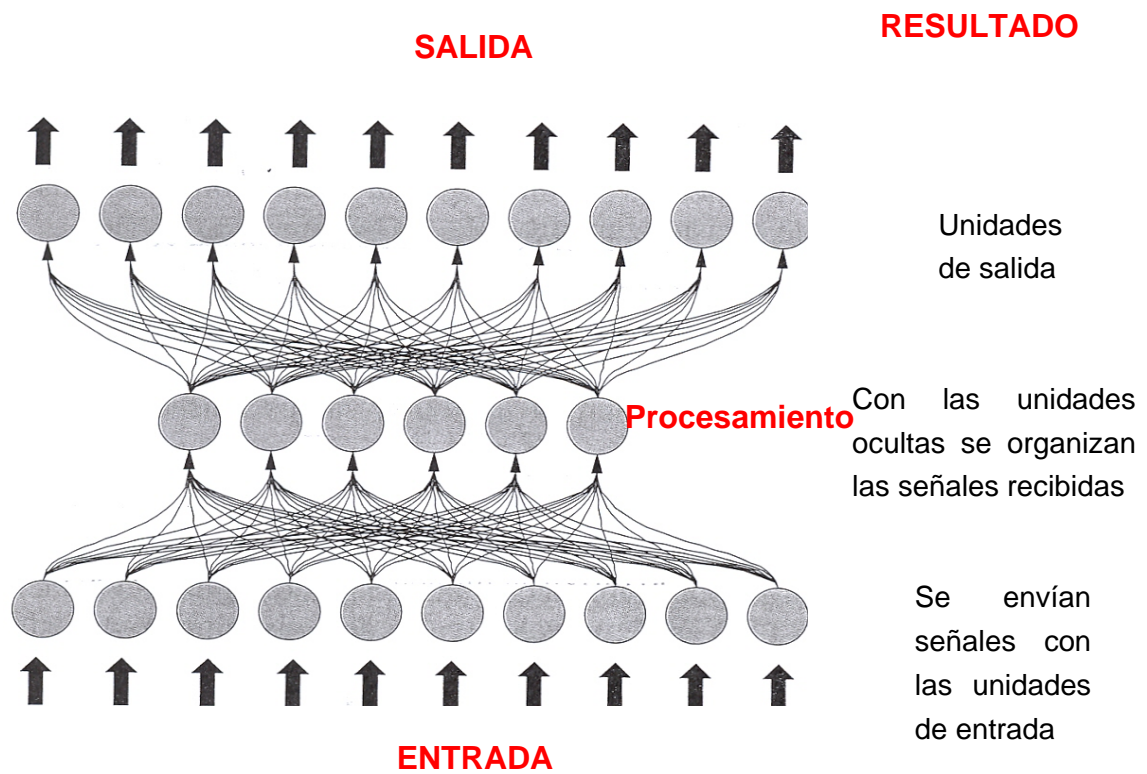 RESULTADO
SALIDA
Unidades
de salida
Procesamiento
Con las unidades
ocultas se organizan
las señales recibidas
Se envían
señales con
las unidades
de entrada
ENTRADA